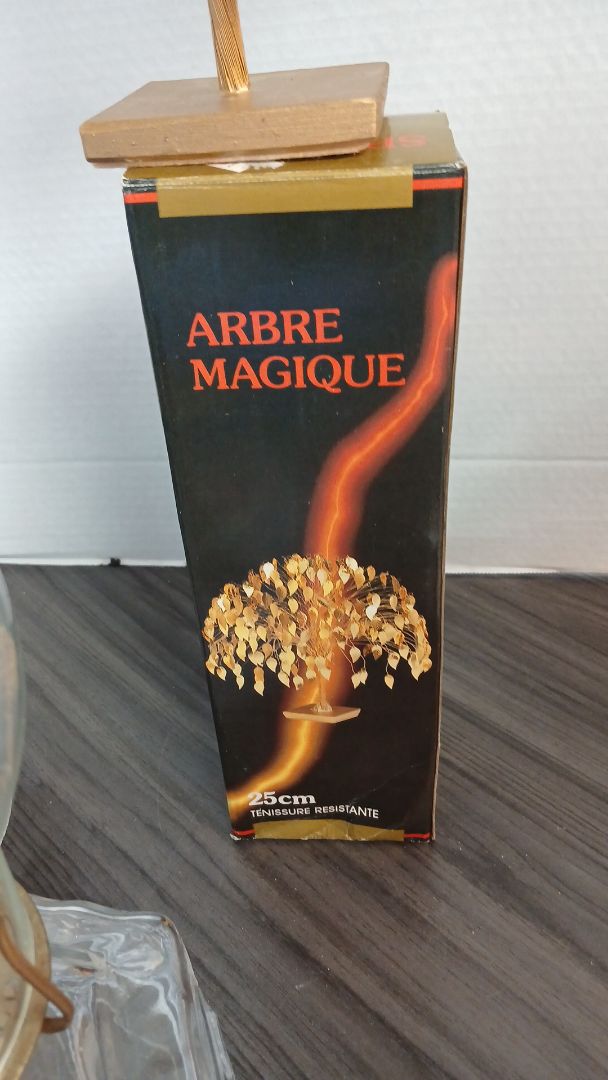 ARBRE
MAGIQUE
25cm
TENISSURE RESISTANTE